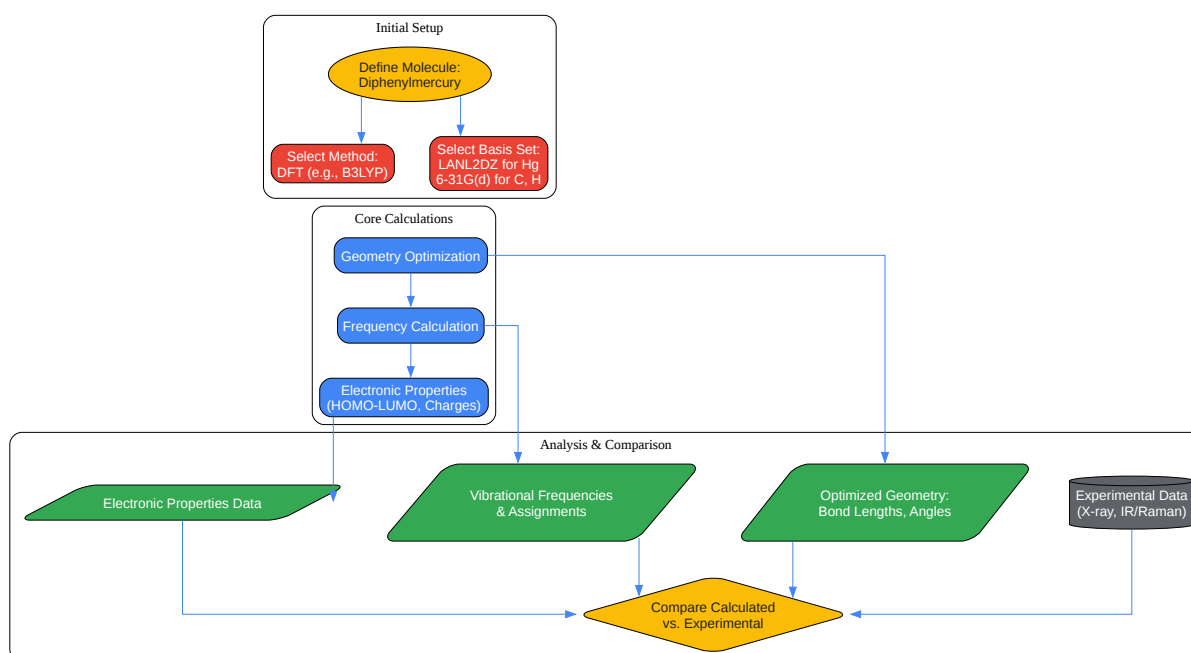 Initial Setup
Define Molecule:
Diphenylmercury
Select Method:
DFT (e.g., B3LYP)
Select Basis Set:
LANL2DZ for Hg
6-31G(d) for C, H
Core Calculations
Geometry Optimization
Frequency Calculation
Electronic Properties
(HOMO-LUMO, Charges)
Analysis & Comparison
Electronic Properties Data
Vibrational Frequencies
& Assignments
Optimized Geometry:
Bond Lengths, Angles
Experimental Data
(X-ray, IR/Raman)
Compare Calculated
vs. Experimental